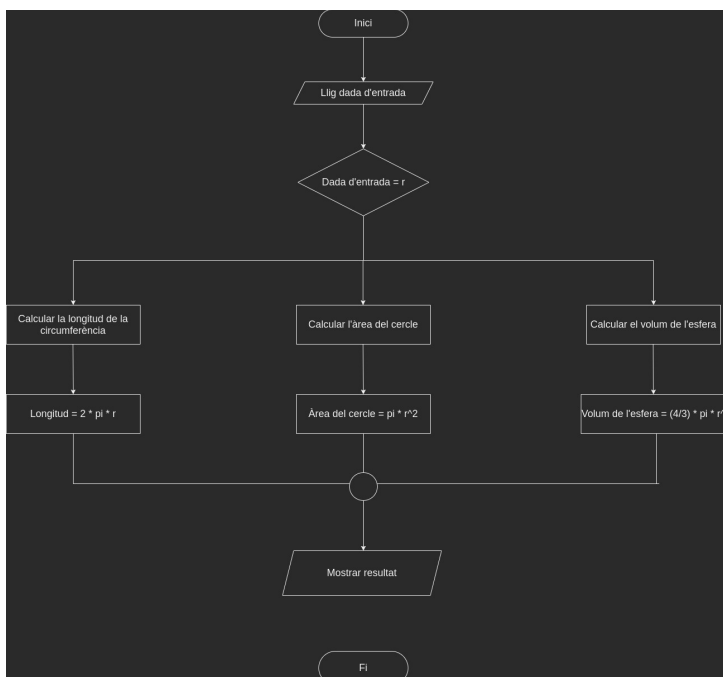 Inici
Llig dada d'entrada
Dada d'entrada = r
Calcular la longitud de la
circumferència
Calcular l'àrea del cercle
Calcular el volum de l'esfera
Longitud = 2 * pi * r
Àrea del cercle = pi * r^2
Volum de l'esfera = (4/3) * pi * r^
Mostrar resultat
Fi